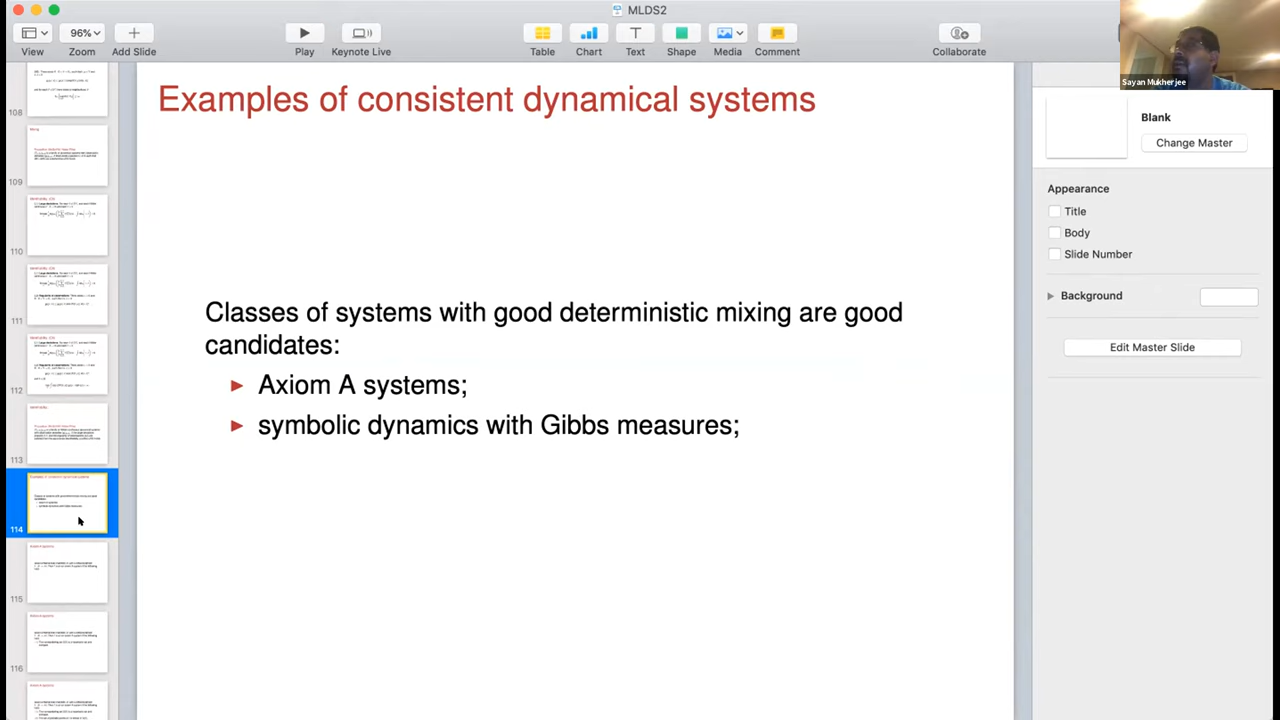 MLDS2
96%
View
Zoom
Add Slide
Play
Keynote Live
Table
Chart
Text
Shape
Media
Comment
Collaborate
Sayan Mukherjee
108
109
110
111
112
113
114
115
116
Examples of consistent dynamical systems
Classes of systems with good deterministic mixing are good
candidates:
Axiom A systems;
symbolic dynamics with Gibbs measures;
Blank
Change Master
Appearance
Title
Body
Slide Number
Background
Edit Master Slide